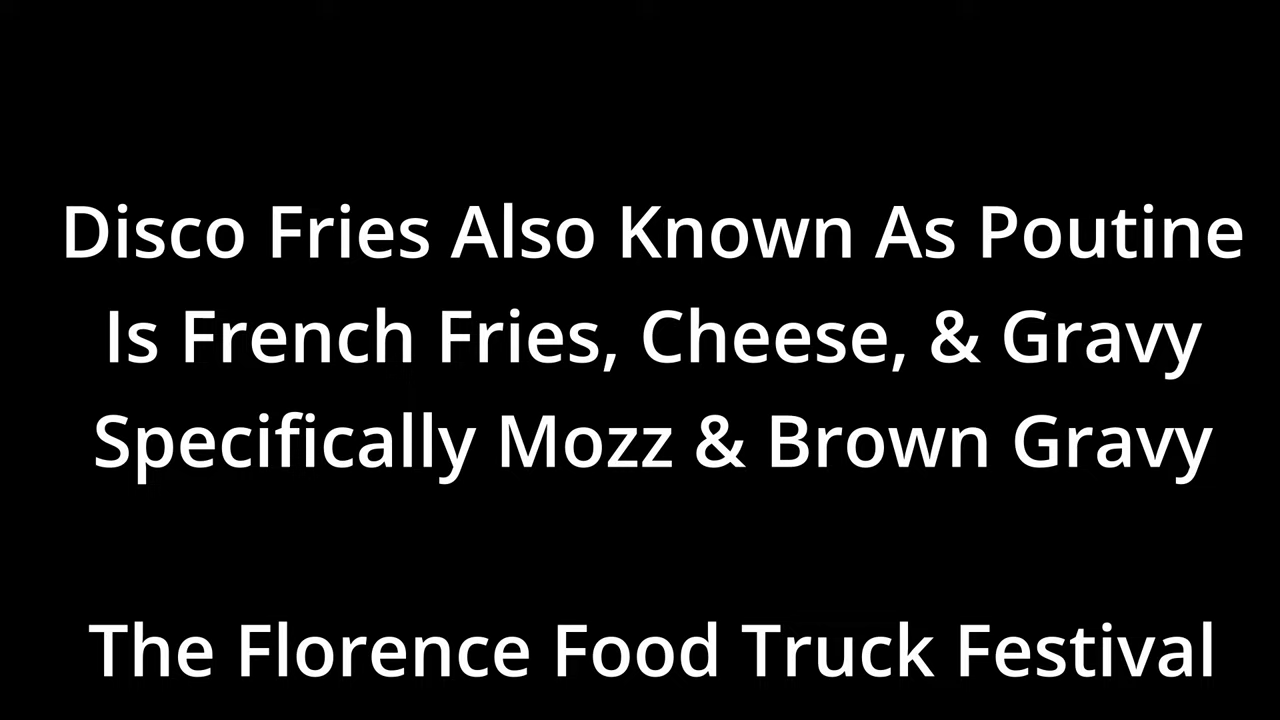 Disco Fries Also Known As Poutine
Is French Fries, Cheese, & Gravy
Specifically Mozz & Brown Gravy
The Florence Food Truck Festival